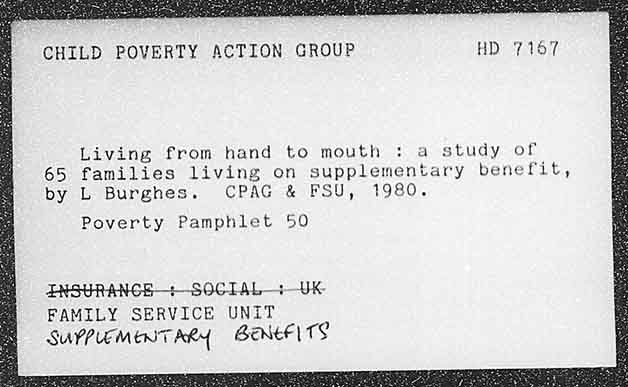 CHILD POVERTY ACTION GROUP HD 7167
Living from hand to mouth : a study of
65 families living on supplementary benefit,
by L Burghes. CPAG & FSU, 1980.
Poverty Pamphlet 50
INSURANCE : SOCIAL : UK
FAMILY SERVICE UNIT
SUPPLEMENTARY BENEFITS